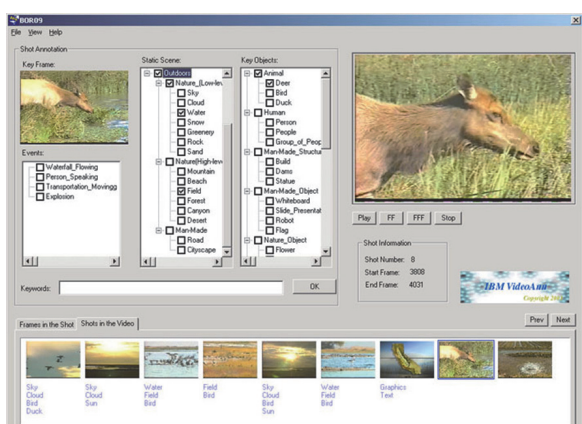 BOR09
File View Help
Shot Annotation
Key Frame:
Static Scene:
Key Objects:
Outdoors
Nature_(Low-lev
Sky
Cloud
Water
Snow
Greenery
Rock
Sand
Nature(High-lev
Mountain
Beach
Field
Forest
Canyon
Desert
Man-Made
Road
Cityscape
Animal
Deer
Bird
Duck
Human
Person
People
Group_of_Peop
Man-Made_Structu
Build
Dams
Statue
Man-Made_Object
Whiteboard
Slide_Presentat
Robot
Flag
Nature_Object
Flower
Events:
Waterfall_Flowing
Person_Speaking
Transportation_Movingg
Explosion
Keywords:
OK
Play FF FFF Stop
Shot Information
Shot Number: 8
Start Frame: 3808
End Frame: 4031
IBM VideoAnn
Copyright
Frames in the Shot Shots in the Video
Prev Next
Sky
Cloud
Bird
Duck
Sky
Cloud
Sun
Water
Field
Bird
Field
Bird
Sky
Cloud
Bird
Sun
Water
Field
Bird
Graphics
Text